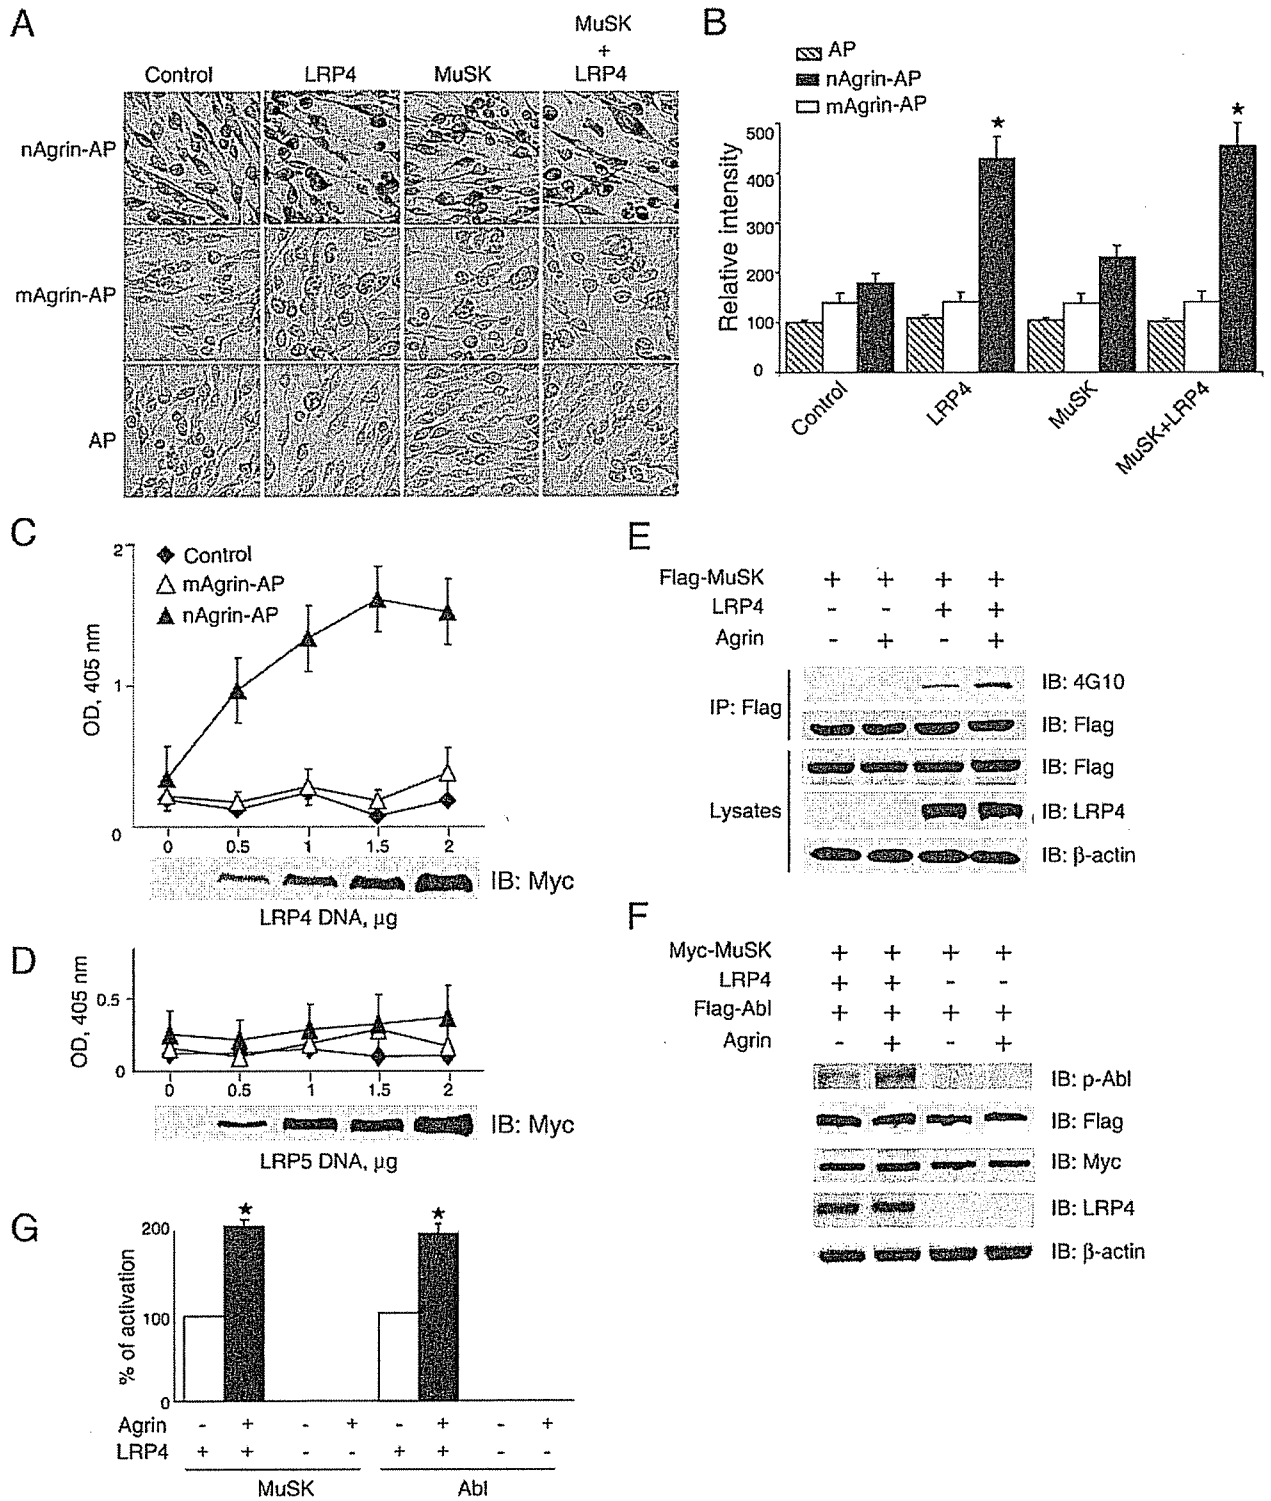 A
Control
LRP4
MuSK
MuSK
+
LRP4
nAgrin-AP
mAgrin-AP
AP
B
AP
nAgrin-AP
mAgrin-AP
Relative intensity
500
400
300
200
100
0
★
★
Control
LRP4
MuSK
MuSK+LRP4
C
Control
mAgrin-AP
nAgrin-AP
OD, 405 nm
2
1
0
0 0.5 1 1.5 2
IB: Myc
LRP4 DNA, μg
D
OD, 405 nm
0.5
0
0 0.5 1 1.5 2
IB: Myc
LRP5 DNA, μg
E
Flag-MuSK + + + +
LRP4 - - + +
Agrin - + - +
IP: Flag
IB: 4G10
IB: Flag
Lysates
IB: Flag
IB: LRP4
IB: β-actin
F
Myc-MuSK + + + +
LRP4 + + - -
Flag-Abl + + + +
Agrin - + - +
IB: p-Abl
IB: Flag
IB: Myc
IB: LRP4
IB: β-actin
G
% of activation
200
100
0
★
★
Agrin - + - + - + - +
LRP4 + + - - + + - -
MuSK Abl